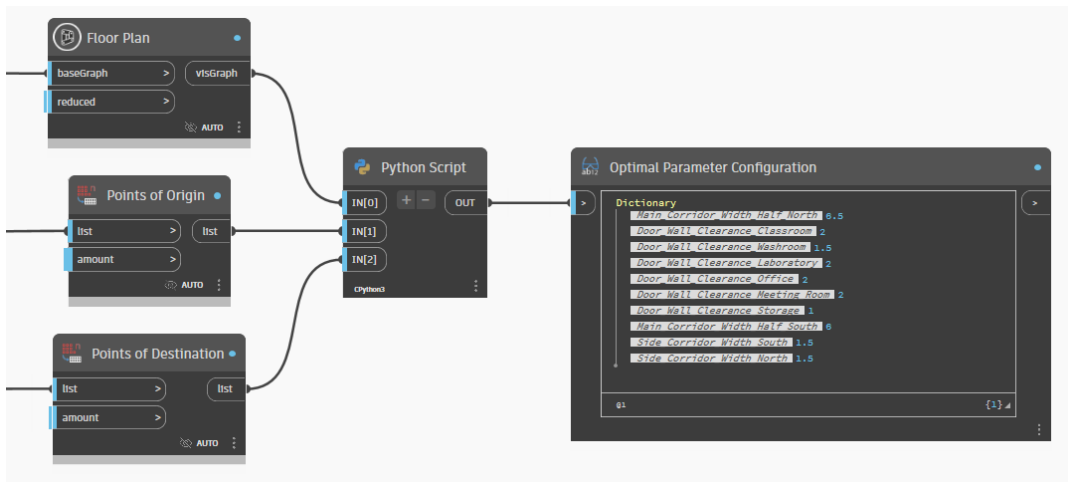 Floor Plan
baseGraph >
visGraph
reduced >
AUTO
Points of Origin
list >
list
amount >
AUTO
Points of Destination
list >
list
amount >
AUTO
Python Script
IN[0] + - OUT
IN[1]
IN[2]
CPython3
Optimal Parameter Configuration
> Dictionary >
Main_Corridor_Width_Half_North 6.5
Door_Wall_Clearance_Classroom 2
Door_Wall_Clearance_Washroom 1.5
Door_Wall_Clearance_Laboratory 2
Door_Wall_Clearance_Office 2
Door_Wall_Clearance_Meeting_Room 2
Door_Wall_Clearance_Storage 1
Main_Corridor_Width_Half_South 6
Side_Corridor_Width_South 1.5
Side_Corridor_Width_North 1.5
@1 {1}